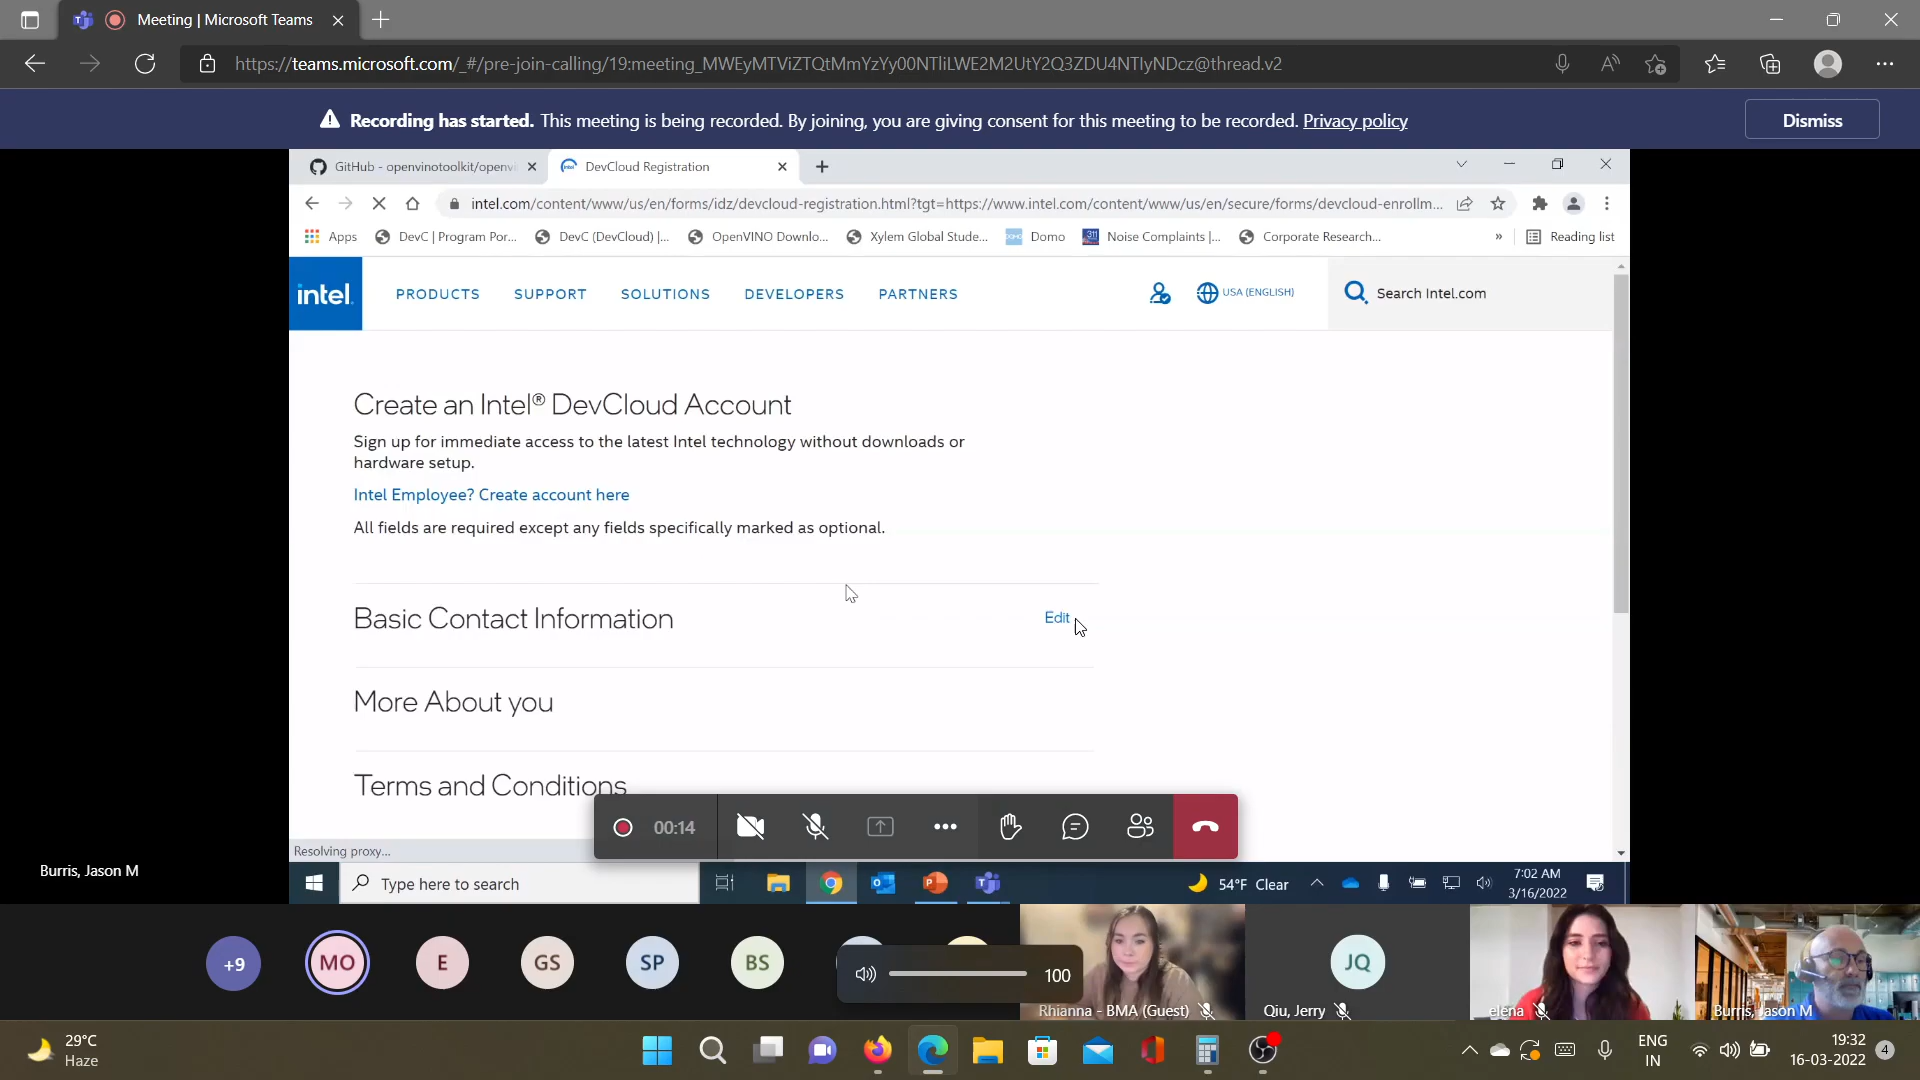 Meeting | Microsoft Teams
https://teams.microsoft.com/_#/pre-join-calling/19:meeting_MWEyMTViZTQtMmYzYy00NTliLWE2M2UtY2Q3ZDU4NTIyNDcz@thread.v2
Recording has started. This meeting is being recorded. By joining, you are giving consent for this meeting to be recorded. Privacy policy
Dismiss
GitHub - openvinotoolkit/openvi
DevCloud Registration
intel.com/content/www/us/en/forms/idz/devcloud-registration.html?tgt=https://www.intel.com/content/www/us/en/secure/forms/devcloud-enrollm...
Apps
DevC | Program Por...
DevC (DevCloud) |...
OpenVINO Downlo...
Xylem Global Stude...
Domo
311
Noise Complaints |...
Corporate Research...
»
Reading list
intel.
PRODUCTS
SUPPORT
SOLUTIONS
DEVELOPERS
PARTNERS
USA (ENGLISH)
Search Intel.com
Create an Intel® DevCloud Account
Sign up for immediate access to the latest Intel technology without downloads or
hardware setup.
Intel Employee? Create account here
All fields are required except any fields specifically marked as optional.
Basic Contact Information
Edit
More About you
Terms and Conditions
00:14
Resolving proxy...
Burris, Jason M
Type here to search
54°F Clear
7:02 AM
3/16/2022
+9
MO
E
GS
SP
BS
100
Rhianna - BMA (Guest)
JQ
Qiu, Jerry
elena
Burris, Jason M
29°C
Haze
ENG
IN
19:32
16-03-2022
4